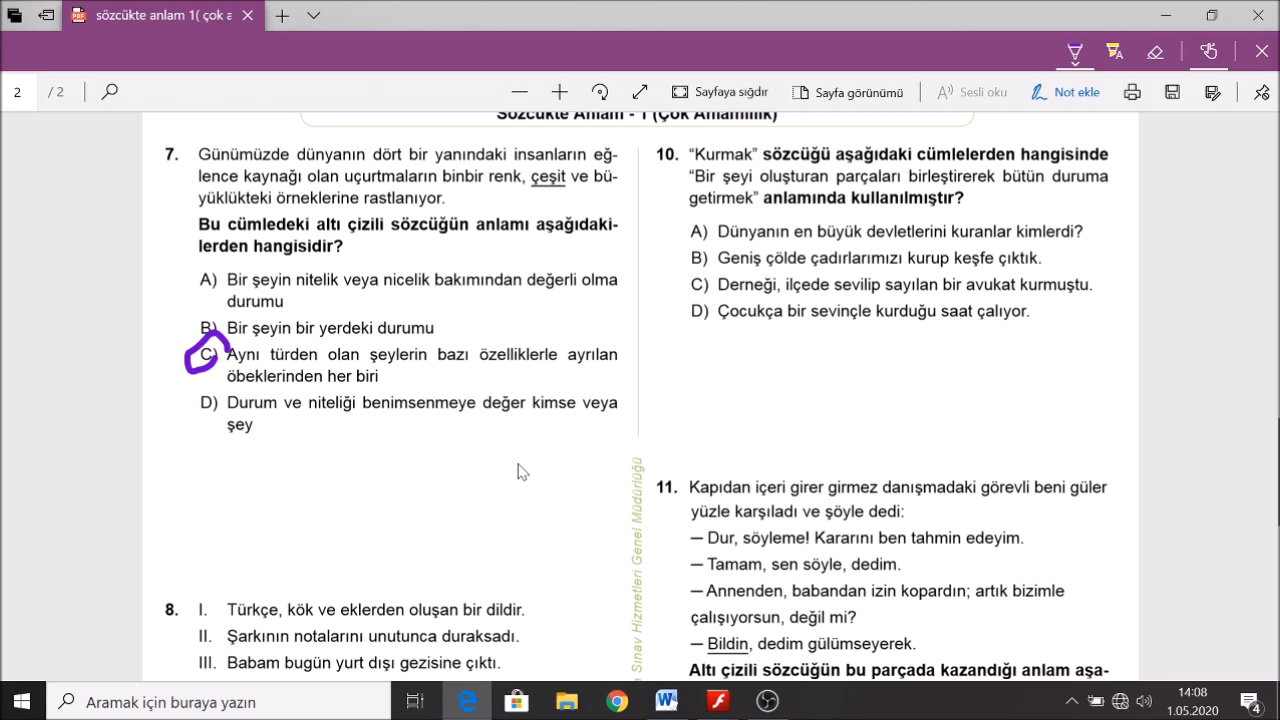 sözcükte anlam 1( çok a
2 / 2
Sayfaya sığdır
Sayfa görünümü
Sesli oku
Not ekle
Sözcükte Anlam - 1 (Çok Anlamlılık)
7. Günümüzde dünyanın dört bir yanındaki insanların eğ-
lence kaynağı olan uçurtmaların binbir renk, çeşit ve bü-
yüklükteki örneklerine rastlanıyor.
Bu cümledeki altı çizili sözcüğün anlamı aşağıdaki-
lerden hangisidir?
A) Bir şeyin nitelik veya nicelik bakımından değerli olma
durumu
B) Bir şeyin bir yerdeki durumu
C) Aynı türden olan şeylerin bazı özelliklerle ayrılan
öbeklerinden her biri
D) Durum ve niteliği benimsenmeye değer kimse veya
şey
8. I. Türkçe, kök ve eklerden oluşan bir dildir.
II. Şarkının notalarını unutunca duraksadı.
III. Babam bugün yurt dışı gezisine çıktı.
Sınav Hizmetleri Genel Müdürlüğü
10. “Kurmak” sözcüğü aşağıdaki cümlelerden hangisinde
“Bir şeyi oluşturan parçaları birleştirerek bütün duruma
getirmek” anlamında kullanılmıştır?
A) Dünyanın en büyük devletlerini kuranlar kimlerdi?
B) Geniş çölde çadırlarımızı kurup keşfe çıktık.
C) Derneği, ilçede sevilip sayılan bir avukat kurmuştu.
D) Çocukça bir sevinçle kurduğu saat çalıyor.
11. Kapıdan içeri girer girmez danışmadaki görevli beni güler
yüzle karşıladı ve şöyle dedi:
— Dur, söyleme! Kararını ben tahmin edeyim.
— Tamam, sen söyle, dedim.
— Annenden, babandan izin kopardın; artık bizimle
çalışıyorsun, değil mi?
— Bildin, dedim gülümseyerek.
Altı çizili sözcüğün bu parçada kazandığı anlam aşa-
Aramak için buraya yazın
14:08
1.05.2020
4